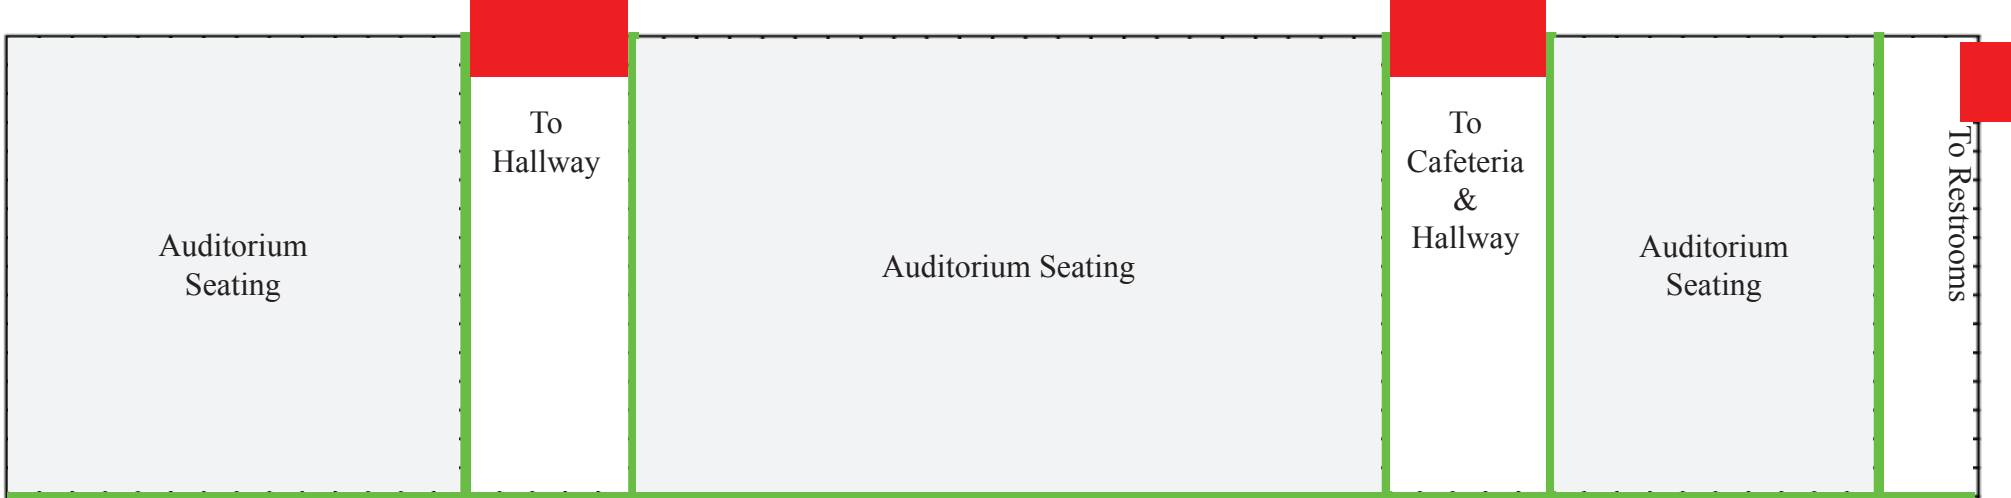 Auditorium
Seating
To
Hallway
Auditorium Seating
To
Cafeteria
&
Hallway
Auditorium
Seating
To Restrooms